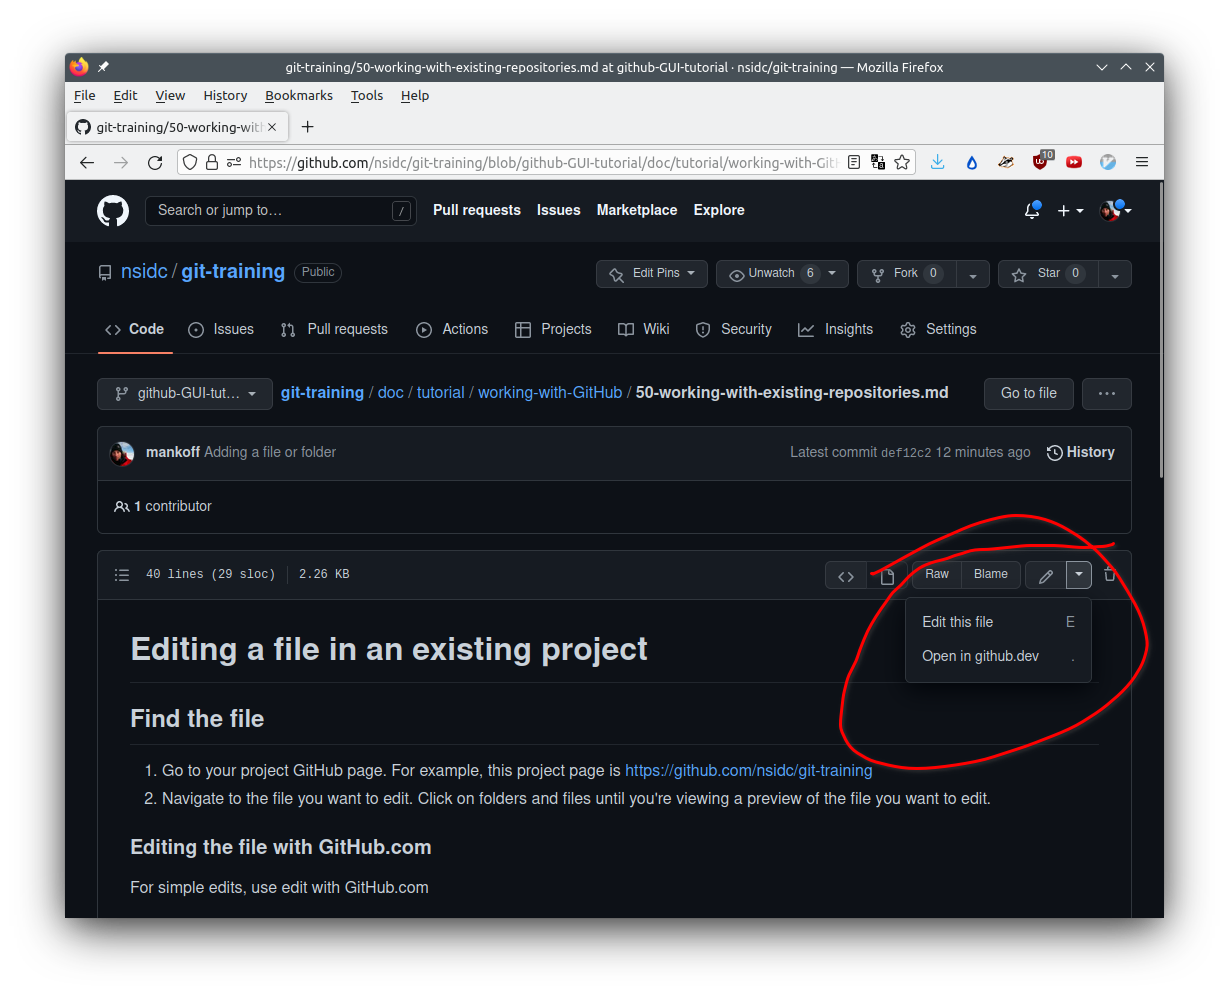 git-training/50-working-with-existing-repositories.md at github-GUI-tutorial · nsidc/git-training — Mozilla Firefox
File Edit View History Bookmarks Tools Help
git-training/50-working-wit
https://github.com/nsidc/git-training/blob/github-GUI-tutorial/doc/tutorial/working-with-Git
10
Search or jump to… /
Pull requests Issues Marketplace Explore
nsidc / git-training Public
Edit Pins Unwatch 6 Fork 0 Star 0
Code Issues Pull requests Actions Projects Wiki Security Insights Settings
github-GUI-tut… git-training / doc / tutorial / working-with-GitHub / 50-working-with-existing-repositories.md Go to file ...
mankoff Adding a file or folder Latest commit def12c2 12 minutes ago History
1 contributor
40 lines (29 sloc) 2.26 KB Raw Blame
Edit this file E
Open in github.dev .
Editing a file in an existing project
Find the file
1. Go to your project GitHub page. For example, this project page is https://github.com/nsidc/git-training
2. Navigate to the file you want to edit. Click on folders and files until you're viewing a preview of the file you want to edit.
Editing the file with GitHub.com
For simple edits, use edit with GitHub.com